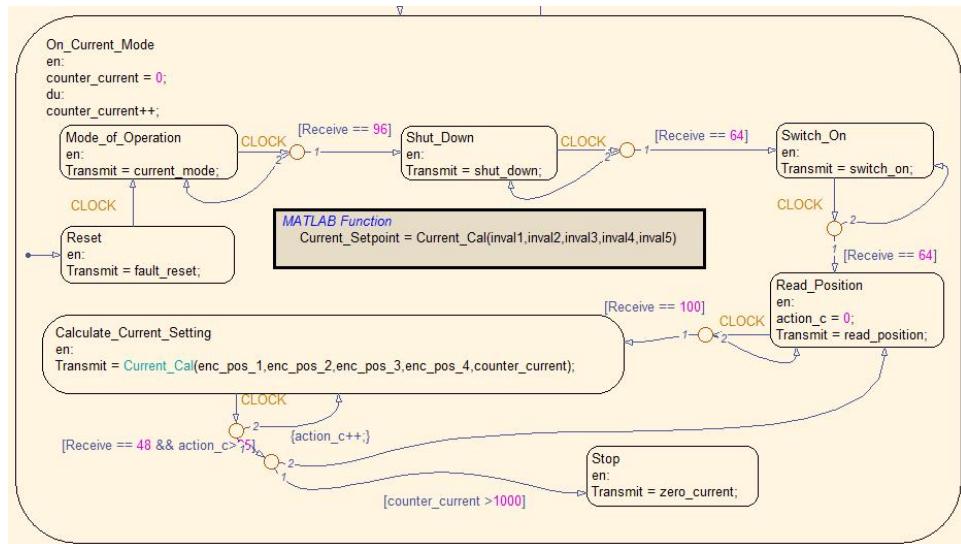 On_Current_Mode
en:
counter_current = 0;
du:
counter_current++;
Mode_of_Operation
en:
Transmit = current_mode;
CLOCK
2
1
[Receive == 96]
Shut_Down
en:
Transmit = shut_down;
CLOCK
2
1
[Receive == 64]
Switch_On
en:
Transmit = switch_on;
CLOCK
2
1
[Receive == 64]
CLOCK
Reset
en:
Transmit = fault_reset;
MATLAB Function
Current_Setpoint = Current_Cal(inval1,inval2,inval3,inval4,inval5)
Read_Position
en:
action_c = 0;
Transmit = read_position;
[Receive == 100]
CLOCK
1
2
Calculate_Current_Setting
en:
Transmit = Current_Cal(enc_pos_1,enc_pos_2,enc_pos_3,enc_pos_4,counter_current);
CLOCK
2
{action_c++;}
[Receive == 48 && action_c> 5]
1
2
1
[counter_current >1000]
Stop
en:
Transmit = zero_current;